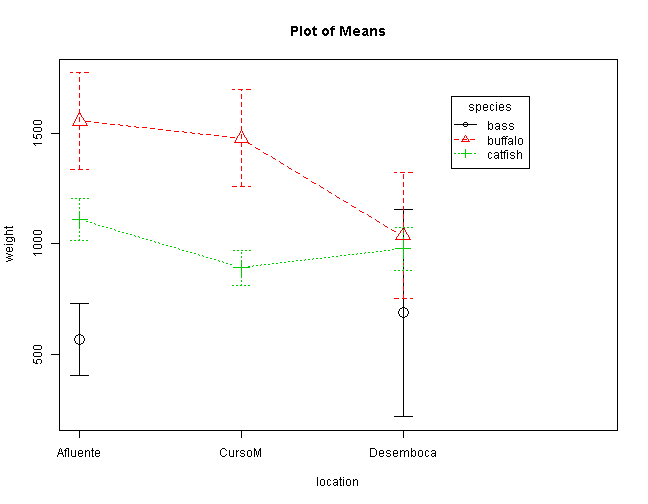 Plot of Means
species
bass
buffalo
catfish
1500
1000
500
weight
Afluente CursoM Desemboca
location